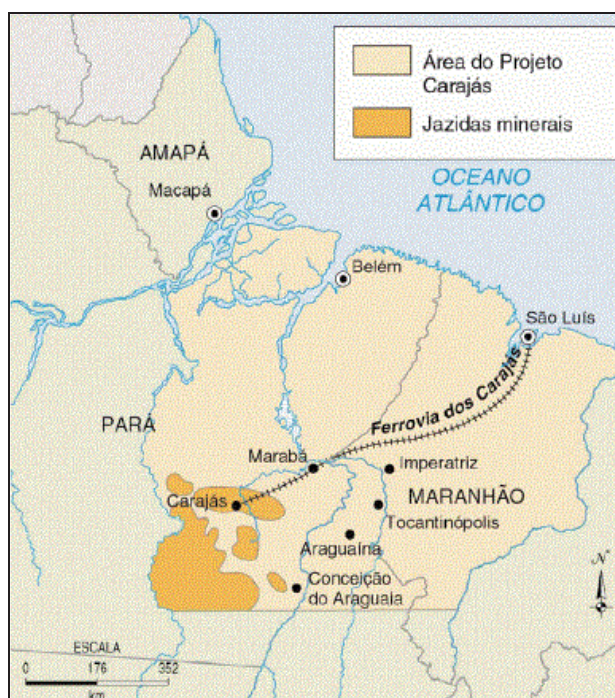 Área do Projeto
Carajás
Jazidas minerais
AMAPÁ
Macapá
OCEANO
ATLÂNTICO
Belém
São Luís
Ferrovia dos Carajás
PARÁ
Marabá
Imperatriz
Carajás
MARANHÃO
Tocantinópolis
Araguaína
Conceição
do Araguaia
ESCALA
0 176 352
km
N